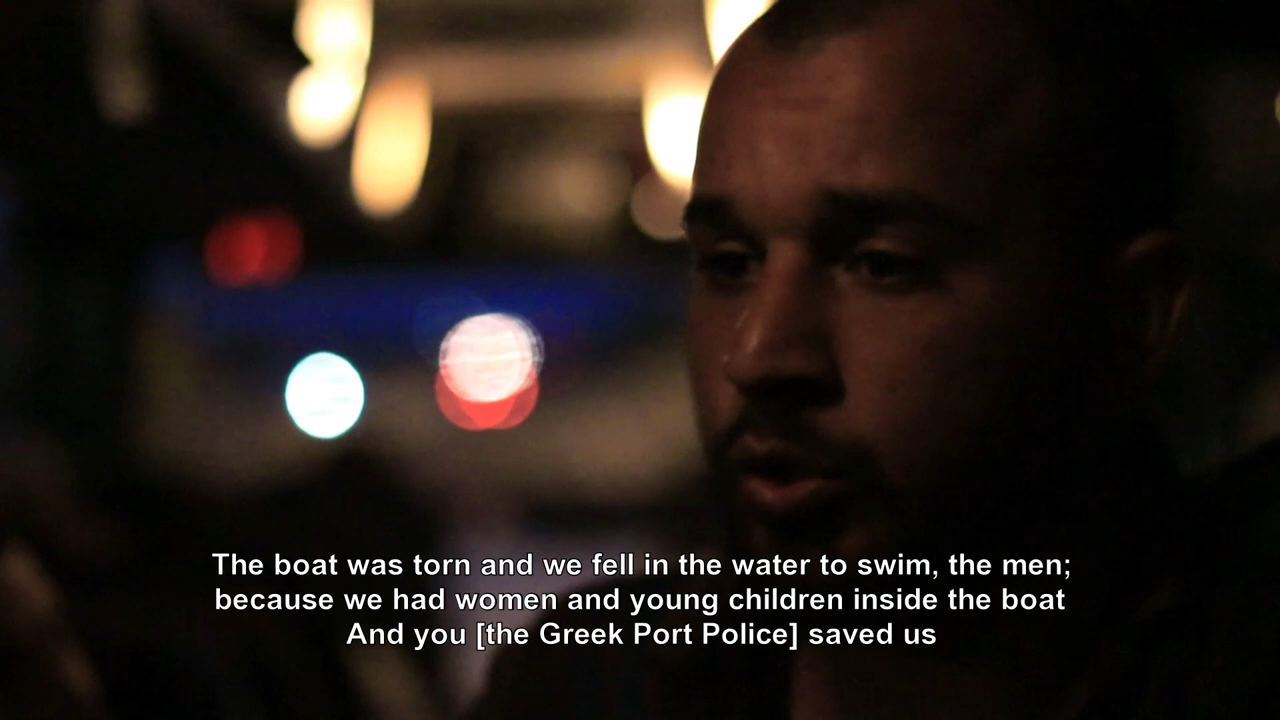 The boat was torn and we fell in the water to swim, the men;
because we had women and young children inside the boat
And you [the Greek Port Police] saved us